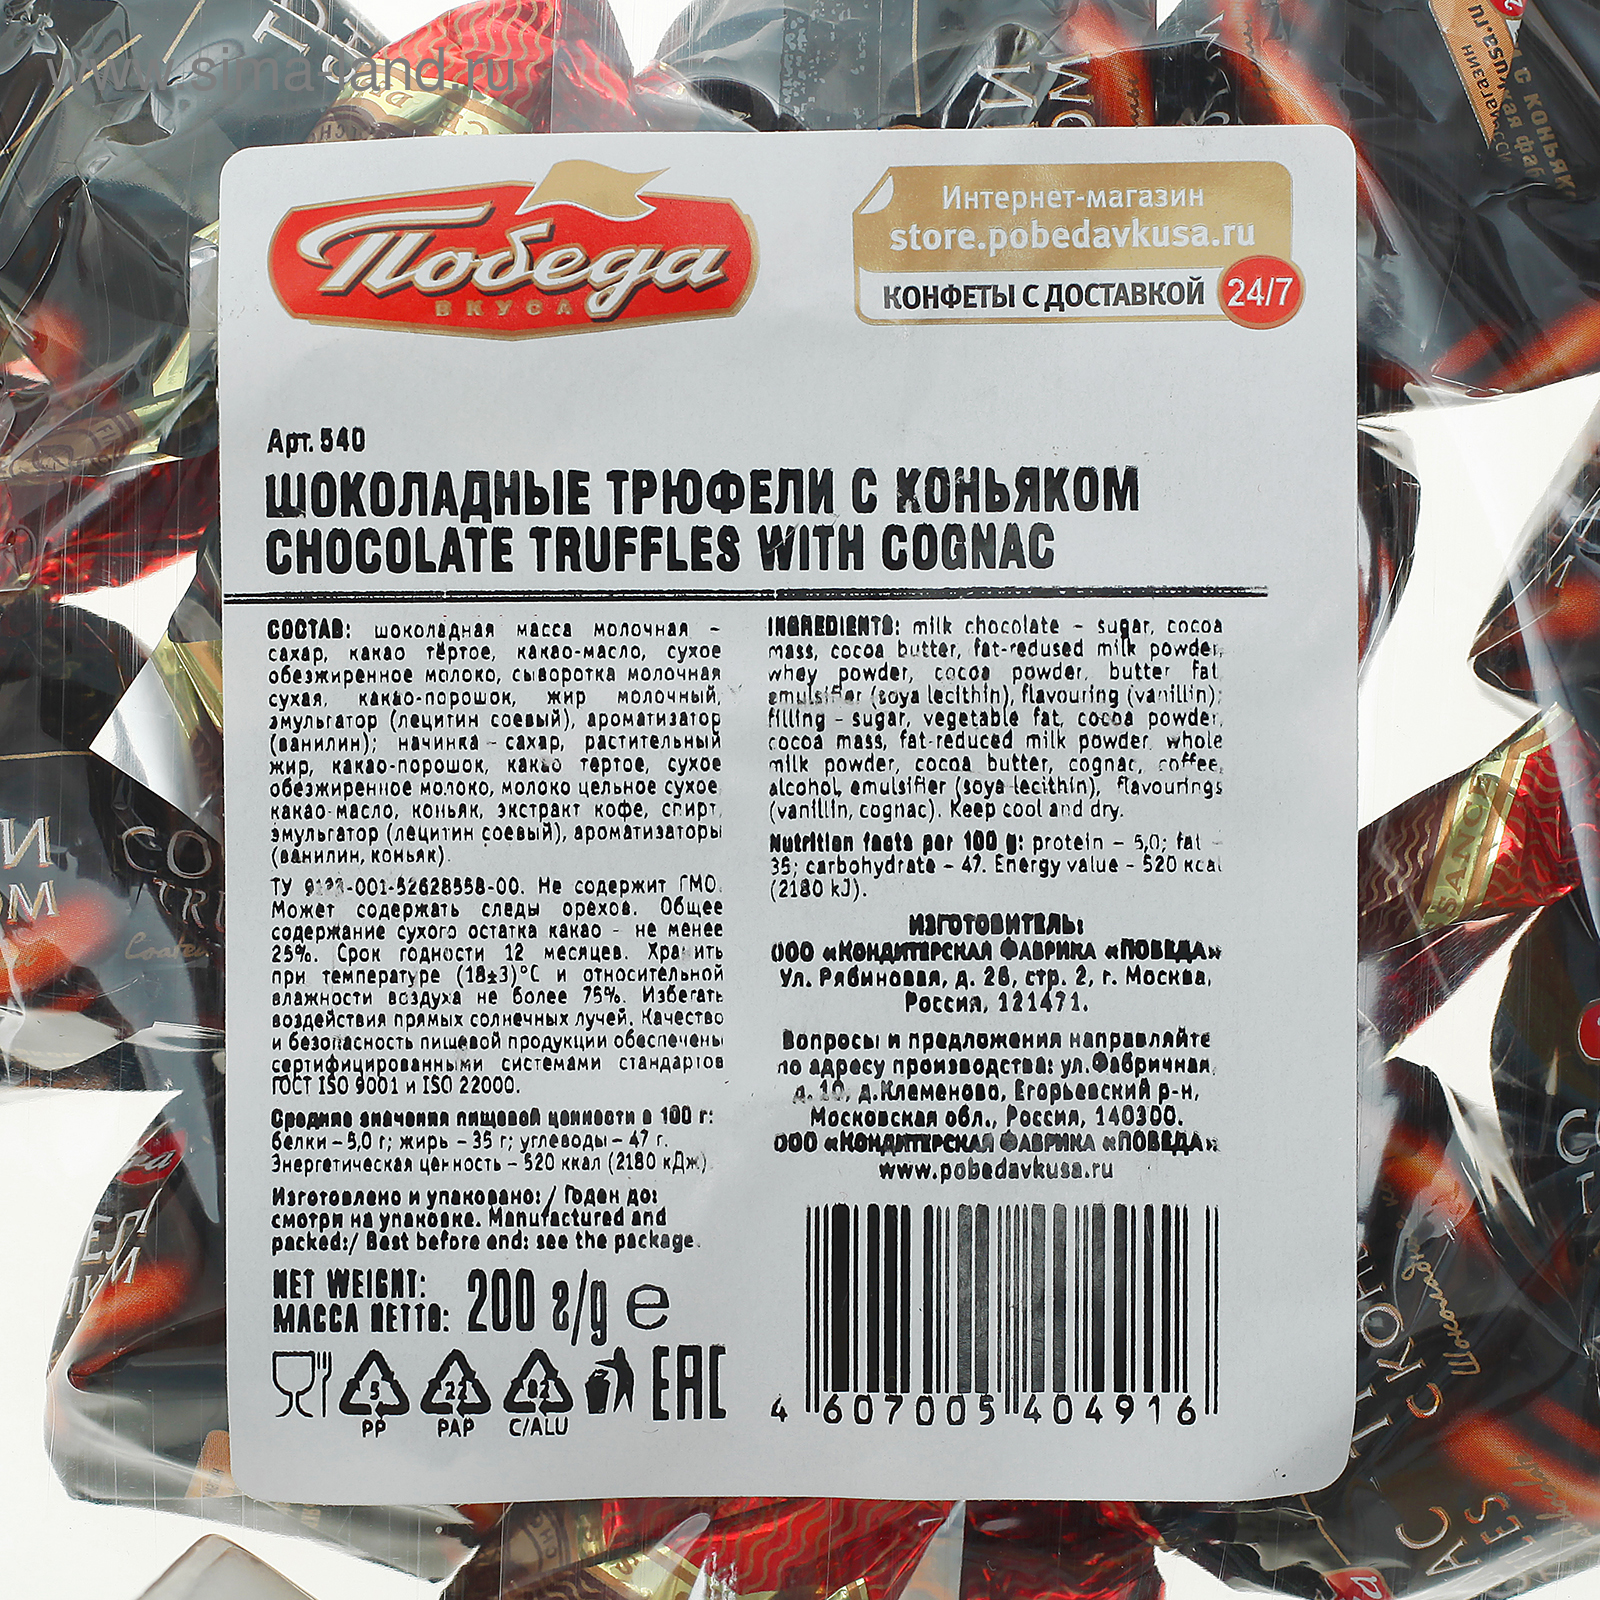 www.sima-land.ru
Победа
ВКУСА
Интернет-магазин
store.pobedavkusa.ru
КОНФЕТЫ С ДОСТАВКОЙ 24/7
Арт. 540
ШОКОЛАДНЫЕ ТРЮФЕЛИ С КОНЬЯКОМ
CHOCOLATE TRUFFLES WITH COGNAC
СОСТАВ: шоколадная масса молочная –
сахар, какао тёртое, какао-масло, сухое
обезжиренное молоко, сыворотка молочная
сухая, какао-порошок, жир молочный,
эмульгатор (лецитин соевый), ароматизатор
(ванилин); начинка – сахар, растительный
жир, какао-порошок, какао тертое, сухое
обезжиренное молоко, молоко цельное сухое
какао-масло, коньяк, экстракт кофе, спирт,
эмульгатор (лецитин соевый), ароматизаторы
(ванилин, коньяк).
ТУ 9123-001-52628558-00. Не содержит ГМО.
Может содержать следы орехов. Общее
содержание сухого остатка какао – не менее
25%. Срок годности 12 месяцев. Хранить
при температуре (18±3)°С и относительной
влажности воздуха не более 75%. Избегать
воздействия прямых солнечных лучей. Качество
и безопасность пищевой продукции обеспечены
сертифицированными системами стандартов
ГОСТ ISO 9001 и ISO 22000.
Средние значения пищевой ценности в 100 г:
белки – 5,0 г; жиры – 35 г; углеводы – 47 г.
Энергетическая ценность – 520 ккал (2180 кДж).
Изготовлено и упаковано: / Годен до:
смотри на упаковке. Manufactured and
packed:/ Best before end: see the package.
NET WEIGHT:
МАССА НЕТТО: 200 г/g e
5 PP
21 PAP
82 C/ALU
EAC
INGREDIENTS: milk chocolate – sugar, cocoa
mass, cocoa butter, fat-redused milk powder,
whey powder, cocoa powder, butter fat,
emulsifier (soya lecithin), flavouring (vanillin);
filling – sugar, vegetable fat, cocoa powder,
cocoa mass, fat-reduced milk powder, whole
milk powder, cocoa butter, cognac, coffee,
alcohol, emulsifier (soya lecithin), flavourings
(vanillin, cognac). Keep cool and dry.
Nutrition facts per 100 g: protein – 5,0; fat –
35; carbohydrate – 47. Energy value – 520 kcal
(2180 kJ).
ИЗГОТОВИТЕЛЬ:
ООО «КОНДИТЕРСКАЯ ФАБРИКА «ПОБЕДА»
Ул. Рябиновая, д. 28, стр. 2, г. Москва,
Россия, 121471.
Вопросы и предложения направляйте
по адресу производства: ул.Фабричная,
д. 10, д.Клеменово, Егорьевский р-н,
Московская обл., Россия, 140300.
ООО «КОНДИТЕРСКАЯ ФАБРИКА «ПОБЕДА»
www.pobedavkusa.ru
4 607005 404916